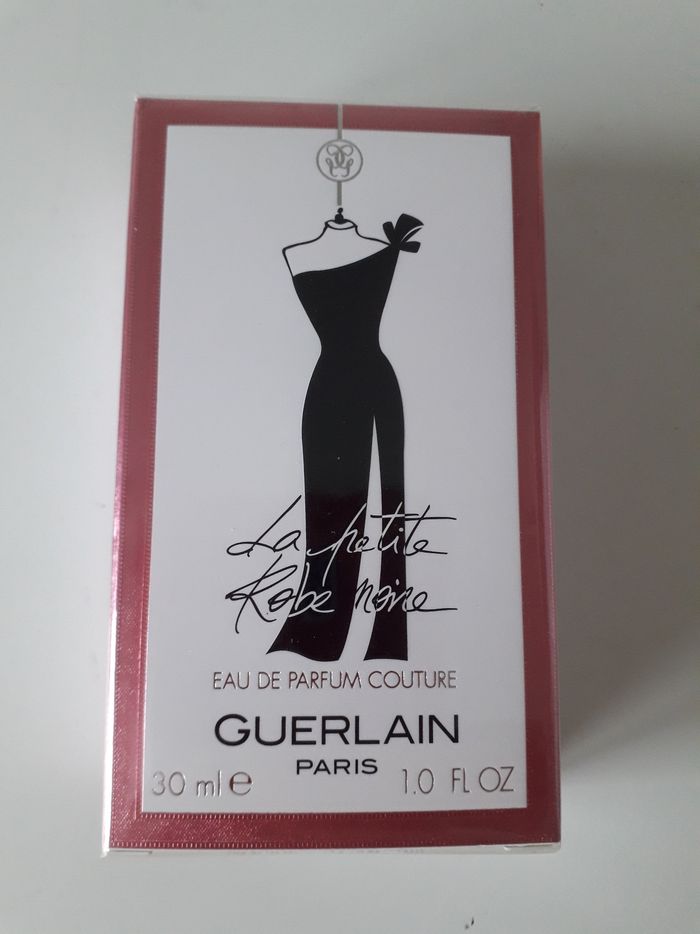 La petite
Robe noire
EAU DE PARFUM COUTURE
GUERLAIN
PARIS
30 ml ℮ 1.0 FL OZ